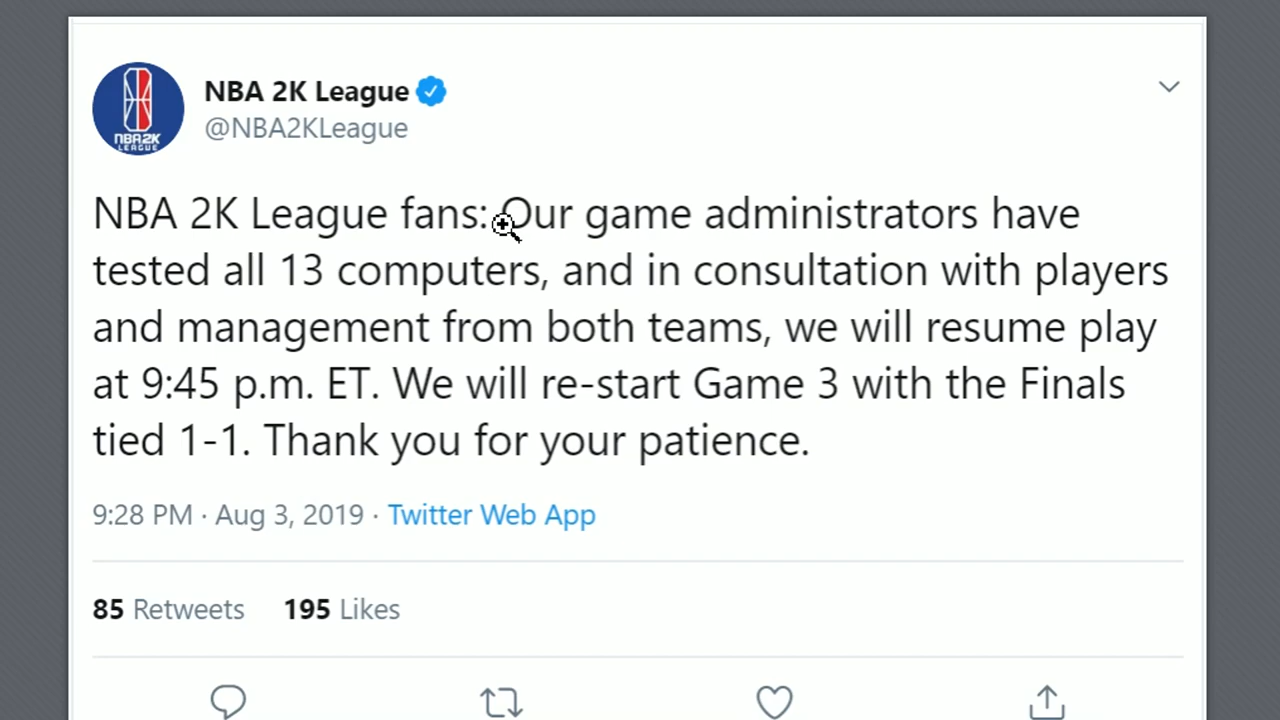 NBA 2K League
@NBA2KLeague
NBA2K
LEAGUE
NBA 2K League fans: Our game administrators have
tested all 13 computers, and in consultation with players
and management from both teams, we will resume play
at 9:45 p.m. ET. We will re-start Game 3 with the Finals
tied 1-1. Thank you for your patience.
9:28 PM · Aug 3, 2019 · Twitter Web App
85 Retweets 195 Likes